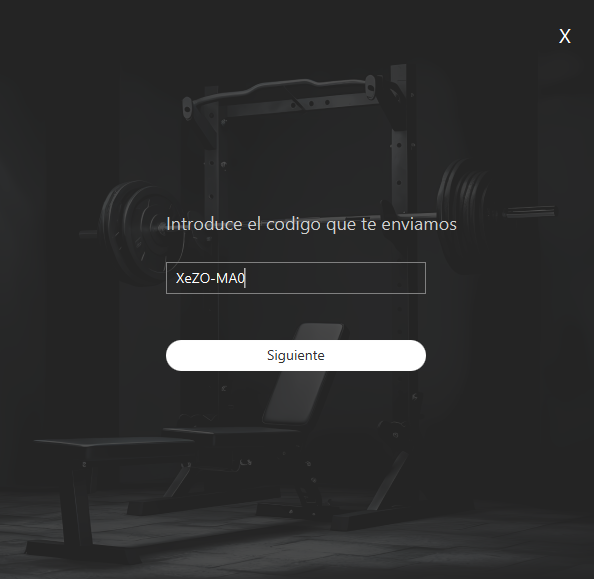 X
Introduce el codigo que te enviamos
XeZO-MA0
Siguiente